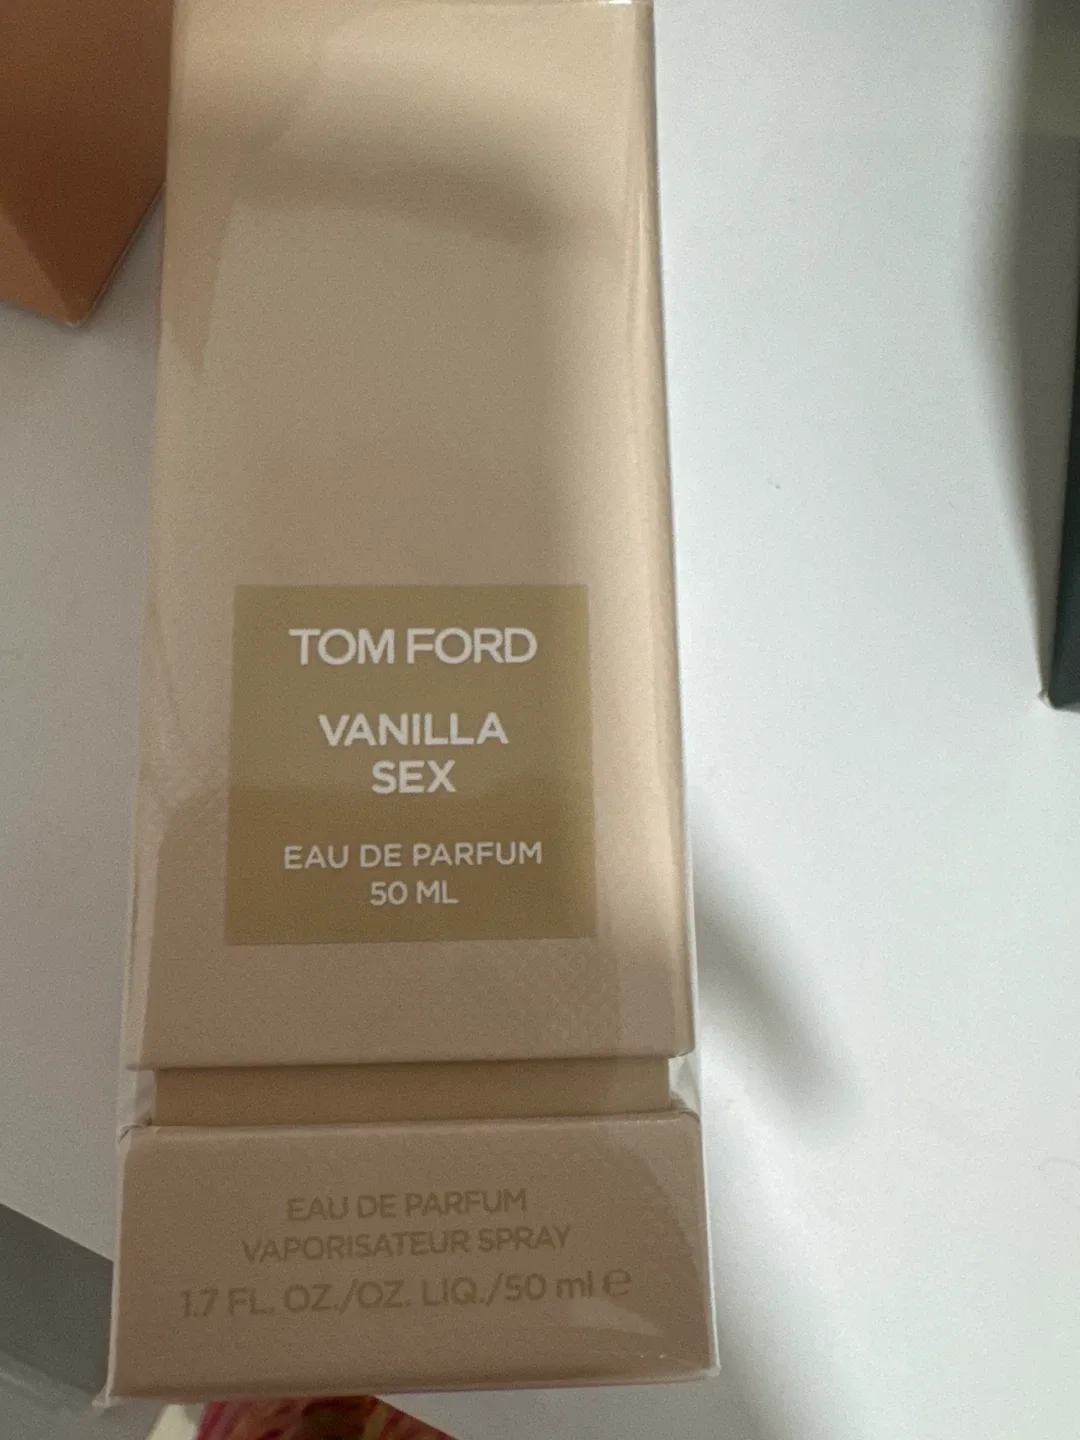 TOM FORD
VANILLA
SEX
EAU DE PARFUM
50 ML
EAU DE PARFUM
VAPORISATEUR SPRAY
1.7 FL. OZ./OZ. LIQ./50 ml ℮